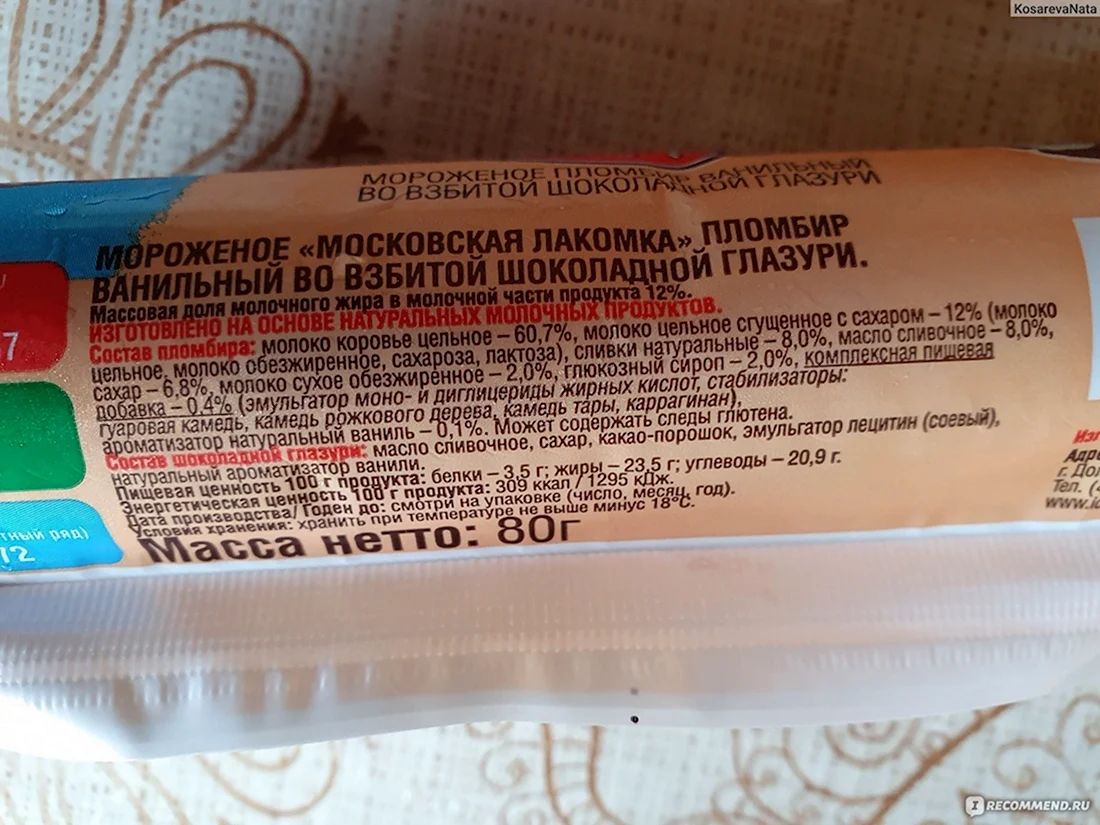 KosarevaNata
МОРОЖЕНОЕ ПЛОМБИР ВАНИЛЬНЫЙ
ВО ВЗБИТОЙ ШОКОЛАДНОЙ ГЛАЗУРИ
МОРОЖЕНОЕ «МОСКОВСКАЯ ЛАКОМКА» ПЛОМБИР
ВАНИЛЬНЫЙ ВО ВЗБИТОЙ ШОКОЛАДНОЙ ГЛАЗУРИ.
Массовая доля молочного жира в молочной части продукта 12%.
ИЗГОТОВЛЕНО НА ОСНОВЕ НАТУРАЛЬНЫХ МОЛОЧНЫХ ПРОДУКТОВ.
Состав пломбира: молоко коровье цельное – 60,7%, молоко цельное сгущенное с сахаром – 12% (молоко
цельное, молоко обезжиренное, сахароза, лактоза), сливки натуральные – 8,0%, масло сливочное – 8,0%,
сахар – 6,8%, молоко сухое обезжиренное – 2,0%, глюкозный сироп – 2,0%, комплексная пищевая
добавка – 0,4% (эмульгатор моно- и диглицериды жирных кислот, стабилизаторы:
гуаровая камедь, камедь рожкового дерева, камедь тары, каррагинан),
ароматизатор натуральный ваниль – 0,1%. Может содержать следы глютена.
Состав шоколадной глазури: масло сливочное, сахар, какао-порошок, эмульгатор лецитин (соевый),
натуральный ароматизатор ванили.
Пищевая ценность 100 г продукта: белки – 3,5 г; жиры – 23,5 г; углеводы – 20,9 г.
Энергетическая ценность 100 г продукта: 309 ккал / 1295 кДж.
Дата производства/ Годен до: смотри на упаковке (число, месяц, год).
Условия хранения: хранить при температуре не выше минус 18°С.
Масса нетто: 80г
7
тный ряд)
72
Изг
Адре
г. Дол
Тел. (4
www.ic
RECOMMEND.RU